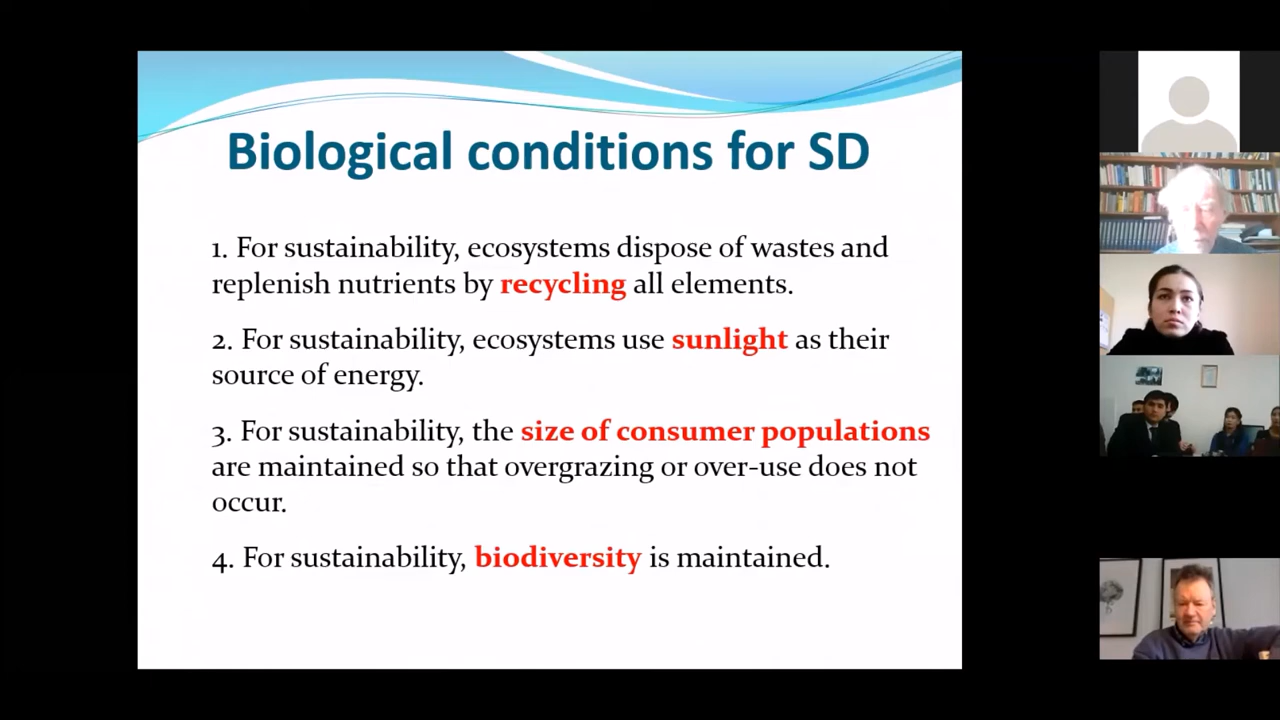 Biological conditions for SD
1. For sustainability, ecosystems dispose of wastes and
replenish nutrients by recycling all elements.
2. For sustainability, ecosystems use sunlight as their
source of energy.
3. For sustainability, the size of consumer populations
are maintained so that overgrazing or over-use does not
occur.
4. For sustainability, biodiversity is maintained.